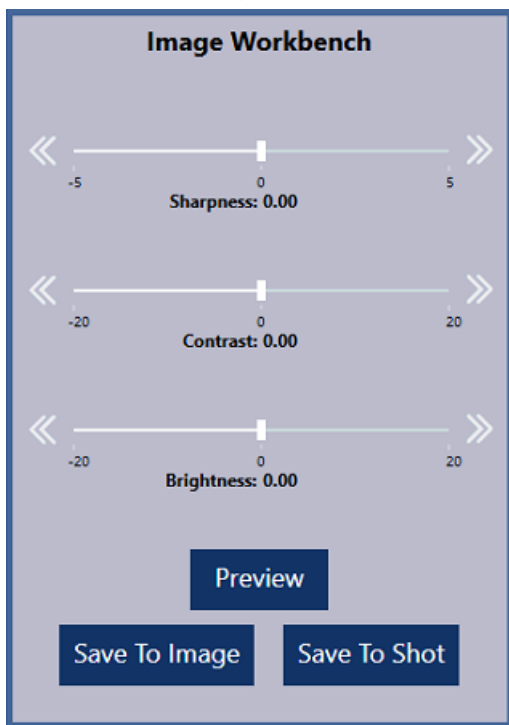 Image Workbench
-5 0 5
Sharpness: 0.00
-20 0 20
Contrast: 0.00
-20 0 20
Brightness: 0.00
Preview
Save To Image Save To Shot